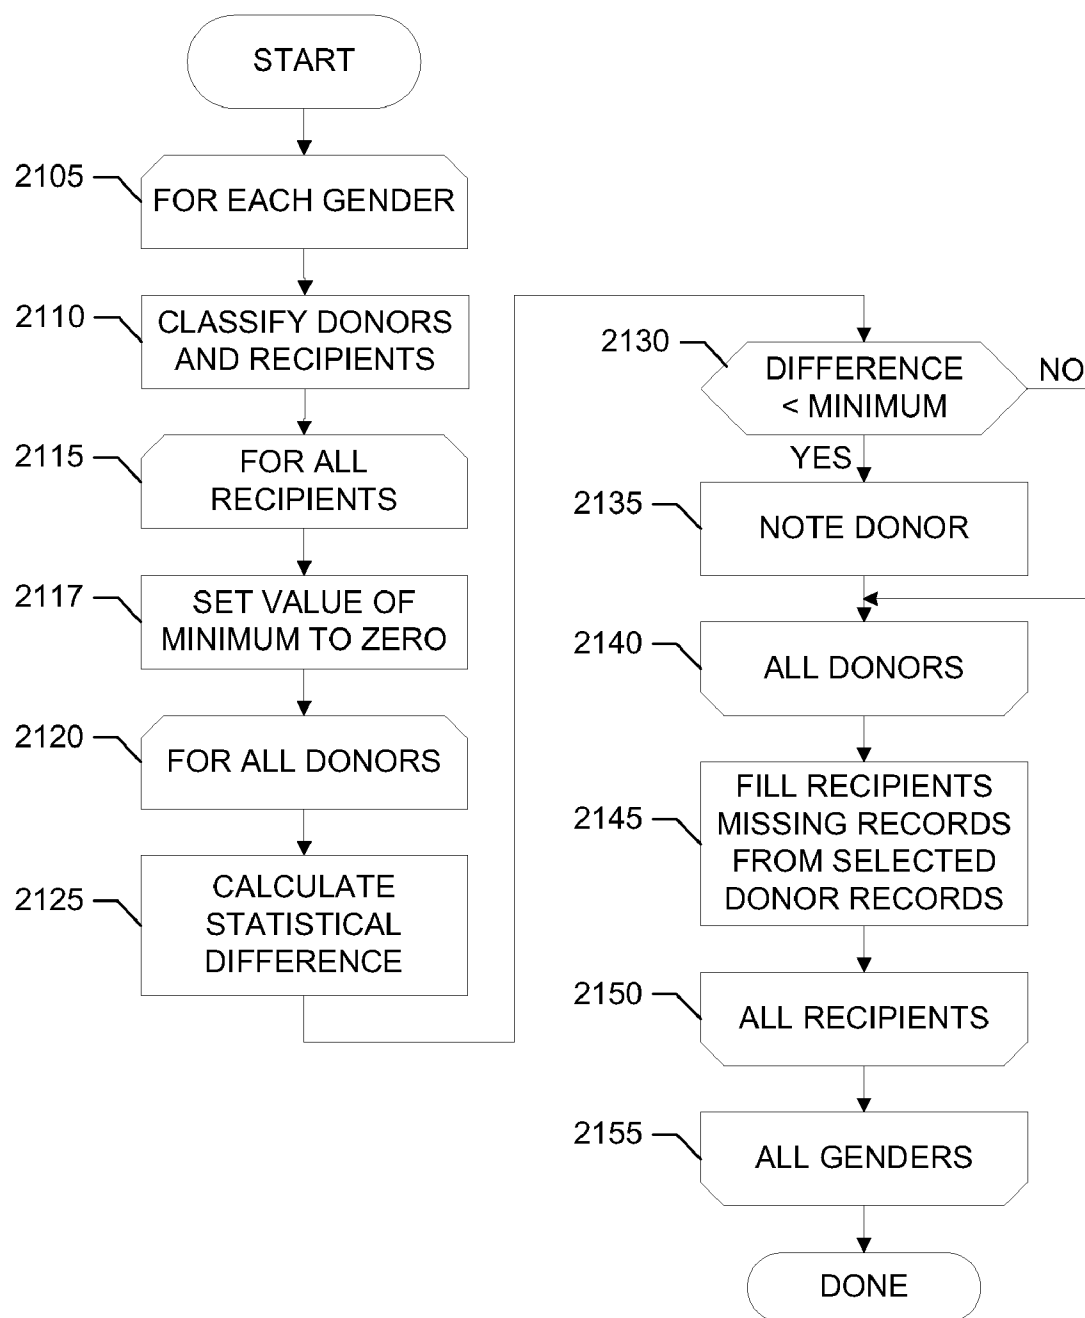 START
2105
FOR EACH GENDER
2110
CLASSIFY DONORS
AND RECIPIENTS
2115
FOR ALL
RECIPIENTS
2117
SET VALUE OF
MINIMUM TO ZERO
2120
FOR ALL DONORS
2125
CALCULATE
STATISTICAL
DIFFERENCE
2130
DIFFERENCE
< MINIMUM
NO
YES
2135
NOTE DONOR
2140
ALL DONORS
2145
FILL RECIPIENTS
MISSING RECORDS
FROM SELECTED
DONOR RECORDS
2150
ALL RECIPIENTS
2155
ALL GENDERS
DONE